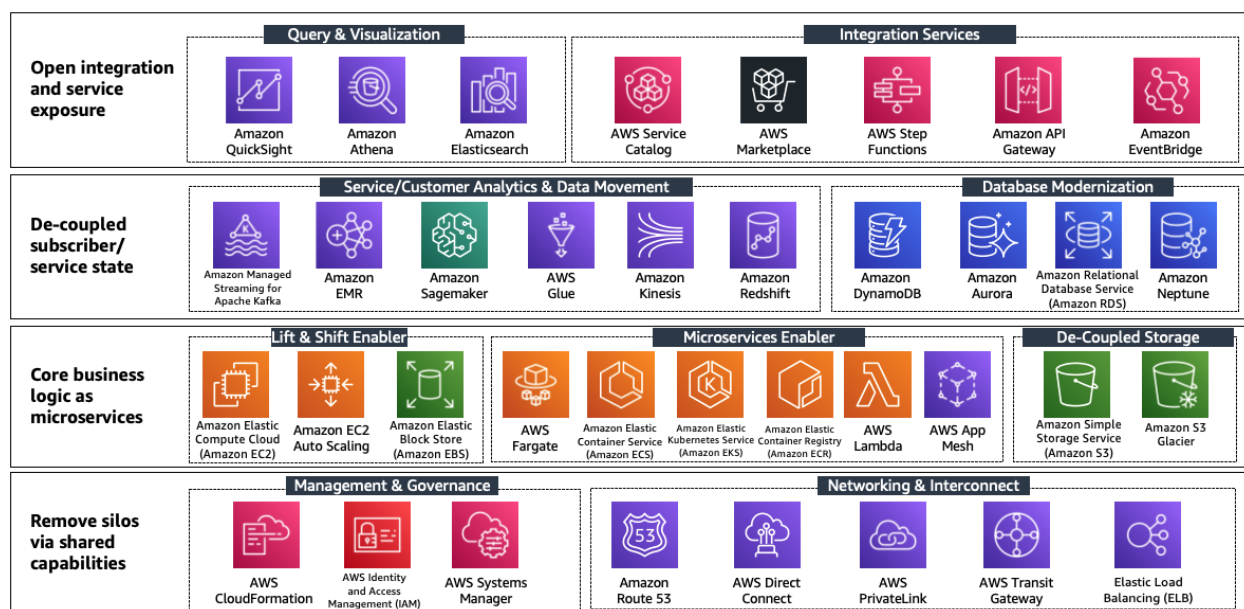 Open integration
and service
exposure
Query & Visualization
Amazon
QuickSight
Amazon
Athena
Amazon
Elasticsearch
Integration Services
AWS Service
Catalog
AWS
Marketplace
AWS Step
Functions
Amazon API
Gateway
Amazon
EventBridge
De-coupled
subscriber/
service state
Service/Customer Analytics & Data Movement
K
Amazon Managed
Streaming for
Apache Kafka
Amazon
EMR
Amazon
Sagemaker
AWS
Glue
Amazon
Kinesis
Amazon
Redshift
Database Modernization
Amazon
DynamoDB
Amazon
Aurora
Amazon Relational
Database Service
(Amazon RDS)
Amazon
Neptune
Core business
logic as
microservices
Lift & Shift Enabler
Amazon Elastic
Compute Cloud
(Amazon EC2)
Amazon EC2
Auto Scaling
Amazon Elastic
Block Store
(Amazon EBS)
Microservices Enabler
AWS
Fargate
Amazon Elastic
Container Service
(Amazon ECS)
K
Amazon Elastic
Kubernetes Service
(Amazon EKS)
Amazon Elastic
Container Registry
(Amazon ECR)
AWS
Lambda
AWS App
Mesh
De-Coupled Storage
Amazon Simple
Storage Service
(Amazon S3)
Amazon S3
Glacier
Remove silos
via shared
capabilities
Management & Governance
AWS
CloudFormation
AWS Identity
and Access
Management (IAM)
AWS Systems
Manager
Networking & Interconnect
53
Amazon
Route 53
AWS Direct
Connect
AWS
PrivateLink
AWS Transit
Gateway
Elastic Load
Balancing (ELB)